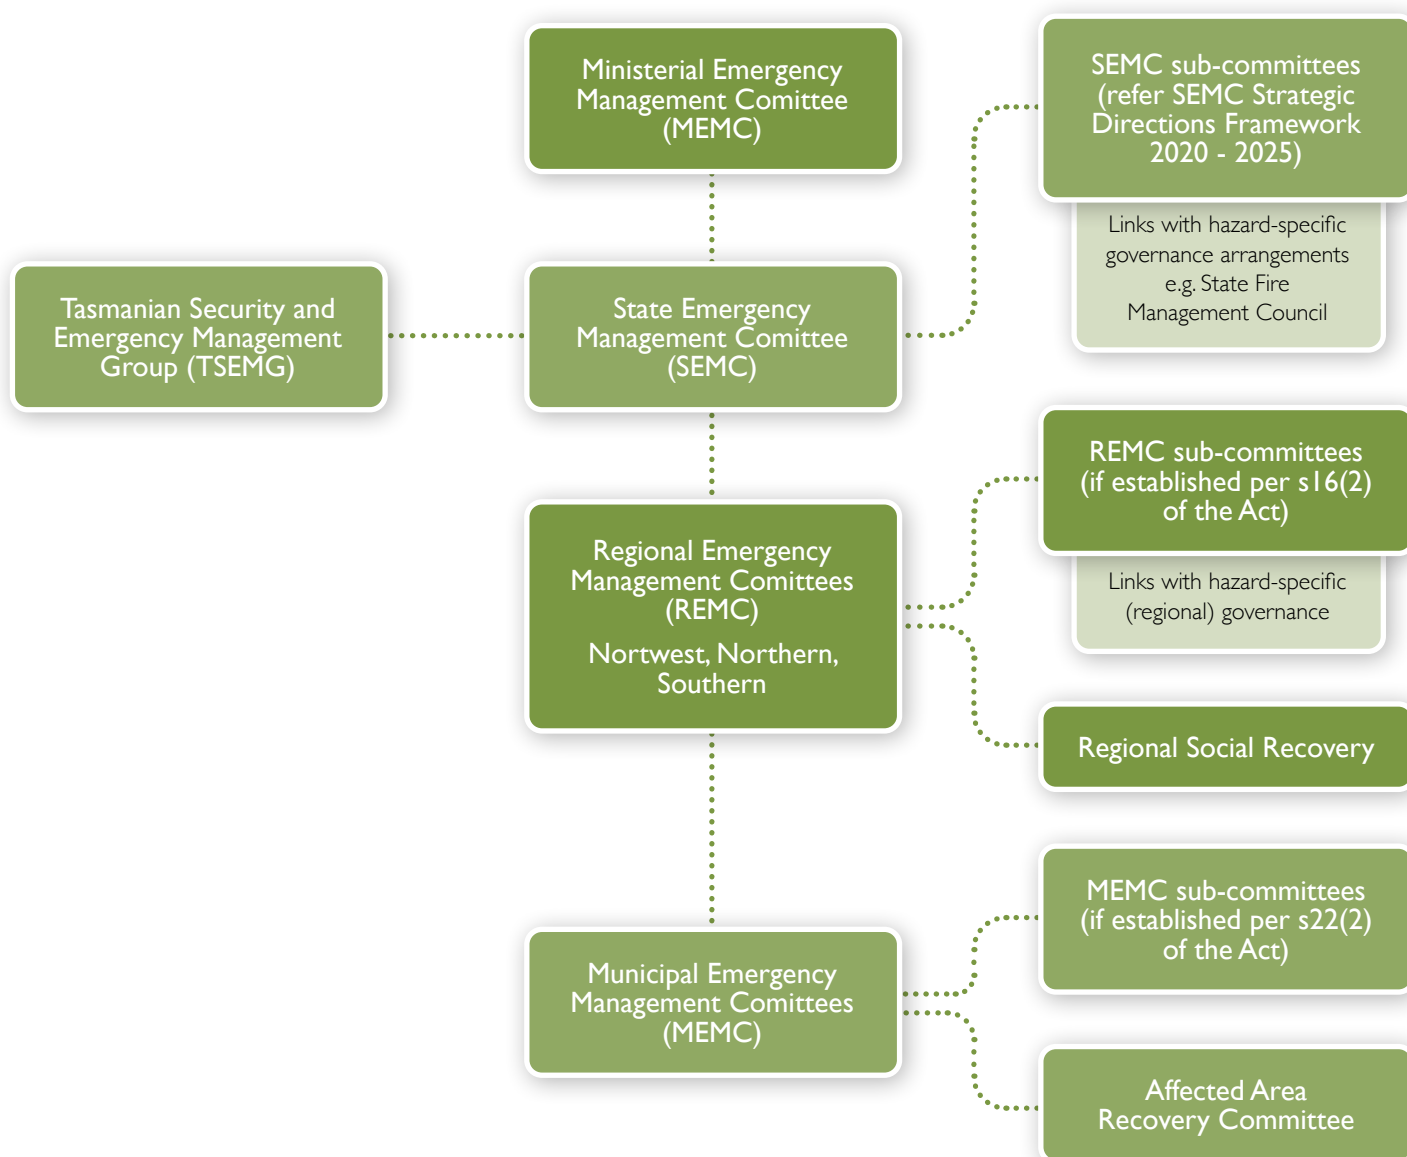 Ministerial Emergency
Management Comittee
(MEMC)
SEMC sub-committees
(refer SEMC Strategic
Directions Framework
2020 - 2025)
Links with hazard-specific
governance arrangements
e.g. State Fire
Management Council
Tasmanian Security and
Emergency Management
Group (TSEMG)
State Emergency
Management Comittee
(SEMC)
REMC sub-committees
(if established per s16(2)
of the Act)
Links with hazard-specific
(regional) governance
Regional Emergency
Management Comittees
(REMC)
Nortwest, Northern,
Southern
Regional Social Recovery
MEMC sub-committees
(if established per s22(2)
of the Act)
Municipal Emergency
Management Comittees
(MEMC)
Affected Area
Recovery Committee